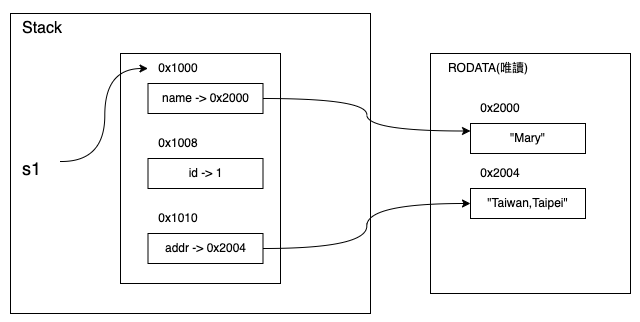 Stack
s1
0x1000
name -> 0x2000
0x1008
id -> 1
0x1010
addr -> 0x2004
RODATA(唯讀)
0x2000
"Mary"
0x2004
"Taiwan,Taipei"